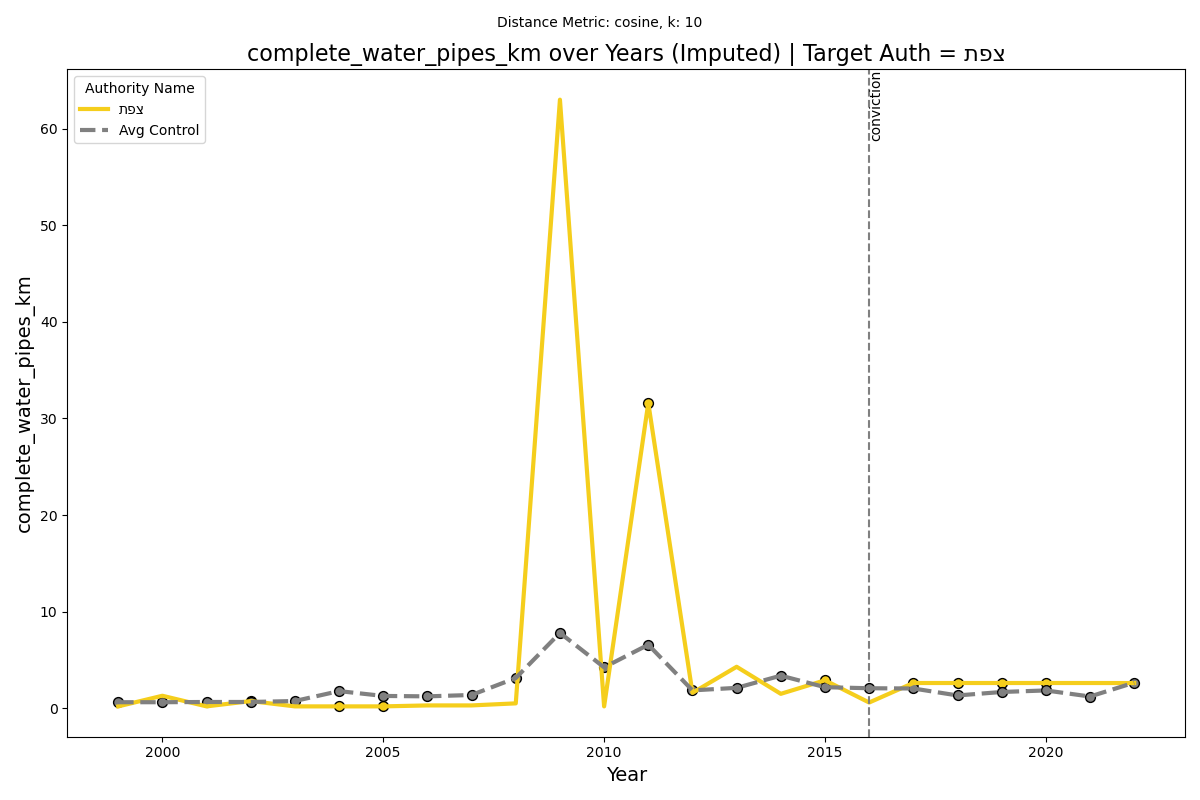 Distance Metric: cosine, k: 10
complete_water_pipes_km over Years (Imputed) | Target Auth = צפת
Authority Name
צפת
Avg Control
conviction
complete_water_pipes_km
60
50
40
30
20
10
0
2000
2005
2010
2015
2020
Year